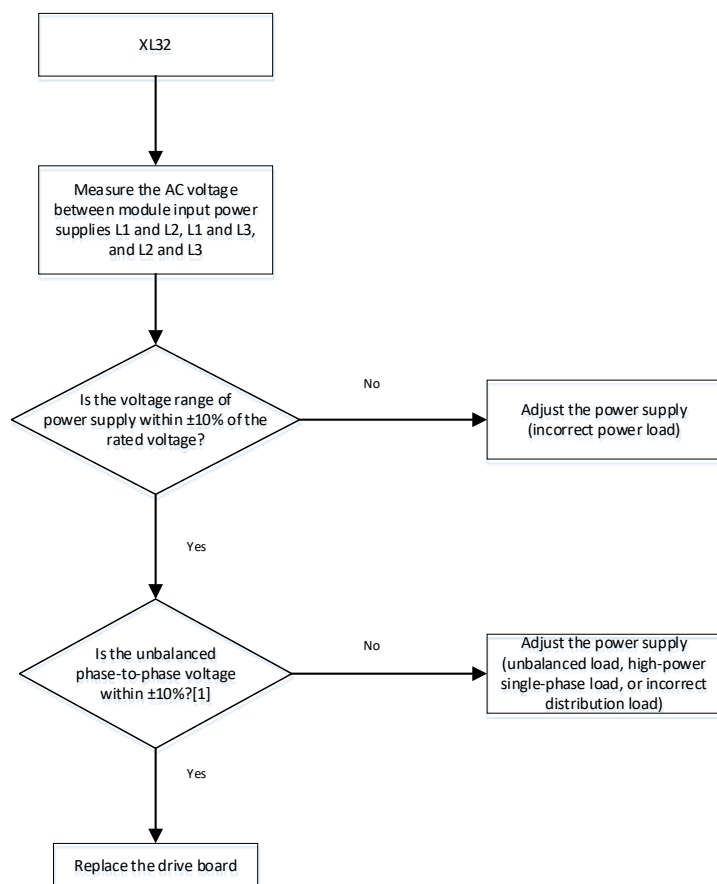 XL32
Measure the AC voltage
between module input power
supplies L1 and L2, L1 and L3,
and L2 and L3
Is the voltage range of
power supply within ±10% of the
rated voltage?
No
Adjust the power supply
(incorrect power load)
Yes
Is the unbalanced
phase-to-phase voltage
within ±10%?[1]
No
Adjust the power supply
(unbalanced load, high-power
single-phase load, or incorrect
distribution load)
Yes
Replace the drive board